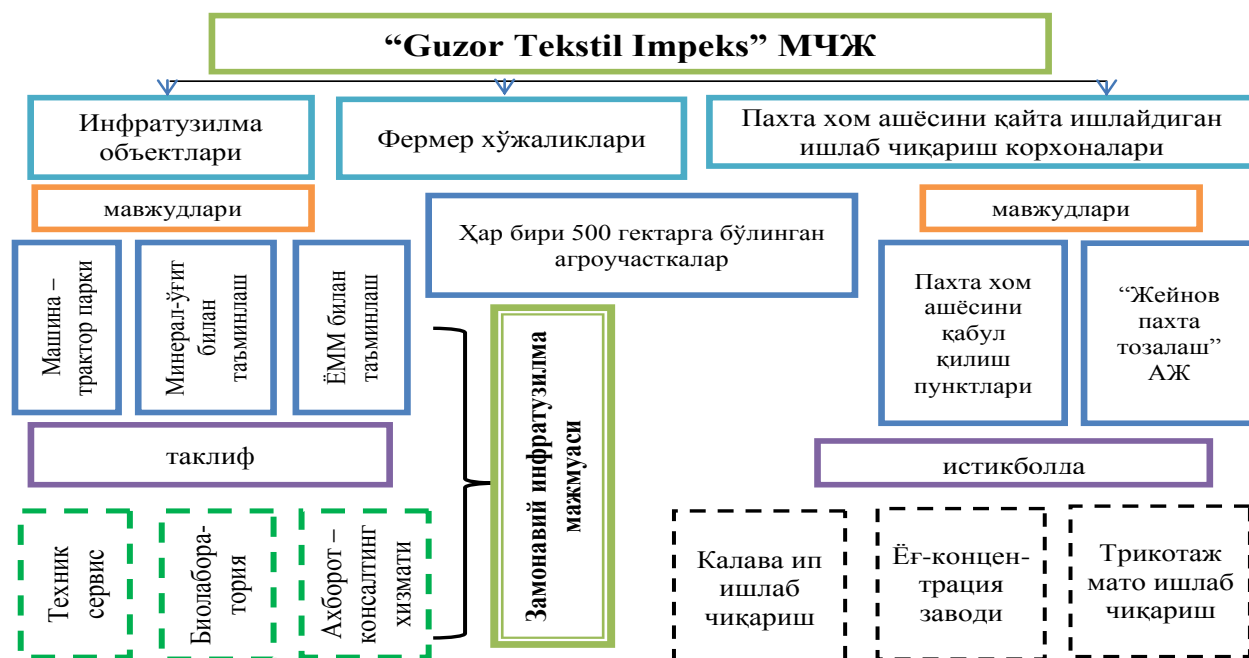 “Guzor Tekstil Impeks” МЧЖ
Инфратузилма
объектлари
Фермер хўжаликлари
Пахта хом ашёсини қайта ишлайдиган
ишлаб чиқариш корхоналари
мавжудлари
Ҳар бири 500 гектарга бўлинган
агроучасткалар
мавжудлари
Машина –
трактор парки
Минерал-ўғит
билан
таъминлаш
ЁММ билан
таъминлаш
Пахта хом
ашёсини
қабул
қилиш
пунктлари
“Жейнов
пахта
тозалаш”
АЖ
Замонавий инфратузилма
мажмуаси
таклиф
истикболда
Техник
сервис
Биолабора-
тория
Ахборот –
консалтинг
хизмати
Калава ип
ишлаб
чиқариш
Ёғ-концен-
трация
заводи
Трикотаж
мато ишлаб
чиқариш